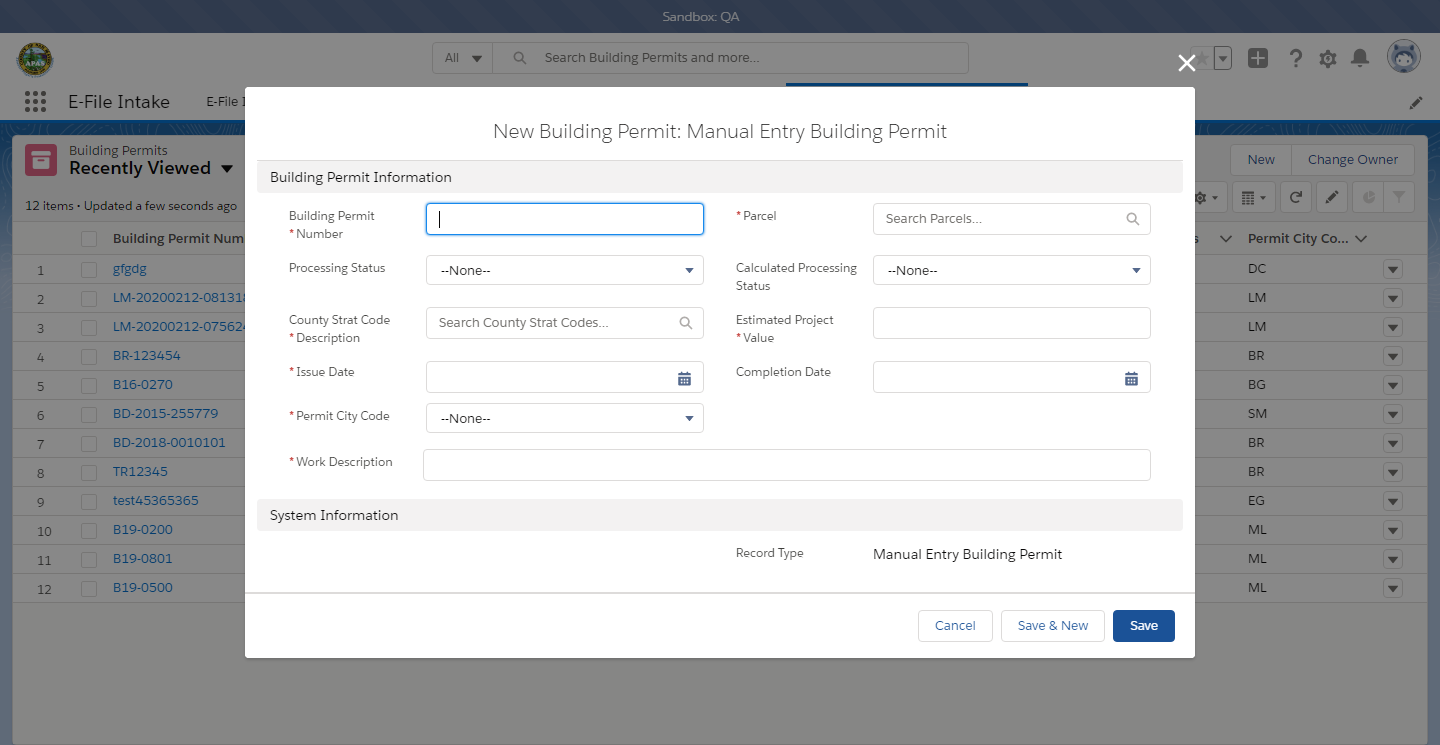 Sandbox: QA
All
Search Building Permits and more...
E-File Intake
E-File I
New Building Permit: Manual Entry Building Permit
Building Permits
Recently Viewed
New
Change Owner
12 items • Updated a few seconds ago
Building Permit Information
Building Permit
*Number
*Parcel
Search Parcels...
Building Permit Num
s
Permit City Co...
Processing Status
--None--
Calculated Processing
Status
--None--
1
gfgdg
DC
2
LM-20200212-081318
LM
3
LM-20200212-075624
LM
4
BR-123454
BR
5
B16-0270
BG
6
BD-2015-255779
SM
7
BD-2018-0010101
BR
8
TR12345
BR
9
test45365365
EG
10
B19-0200
ML
11
B19-0801
ML
12
B19-0500
ML
County Strat Code
*Description
Search County Strat Codes...
Estimated Project
*Value
*Issue Date
Completion Date
*Permit City Code
--None--
*Work Description
System Information
Record Type
Manual Entry Building Permit
Cancel
Save & New
Save